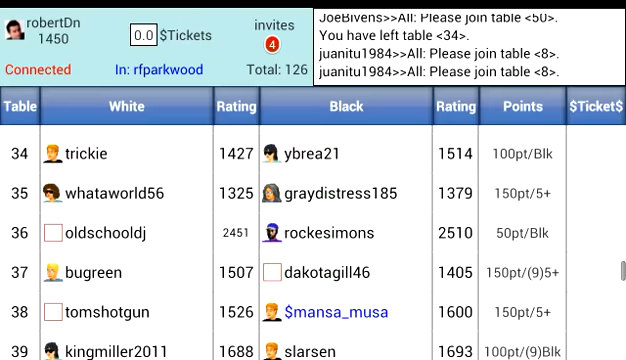 robertDn
1450
0.0 $Tickets
invites
4
Connected
In: rfparkwood
Total: 126
JoeBivens>>All: Please join table <50>.
You have left table <34>.
juanitu1984>>All: Please join table <8>.
juanitu1984>>All: Please join table <8>.
Table White Rating Black Rating Points $Ticket$
34 trickie 1427 ybrea21 1514 100pt/Blk
35 whataworld56 1325 graydistress185 1379 150pt/5+
36 oldschooldj 2451 rockesimons 2510 50pt/Blk
37 bugreen 1507 dakotagill46 1405 150pt/(9)5+
38 tomshotgun 1526 $mansa_musa 1600 150pt/5+
39 kingmiller2011 1688 slarsen 1693 100pt/(9)Blk